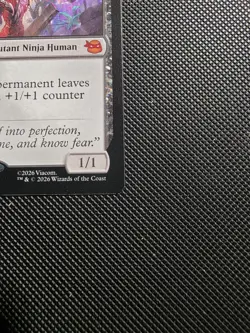 utant Ninja Human
permanent leaves
+1/+1 counter
f into perfection,
ne, and know fear."
1/1
©2026 Viacom.
™ & © 2026 Wizards of the Coast